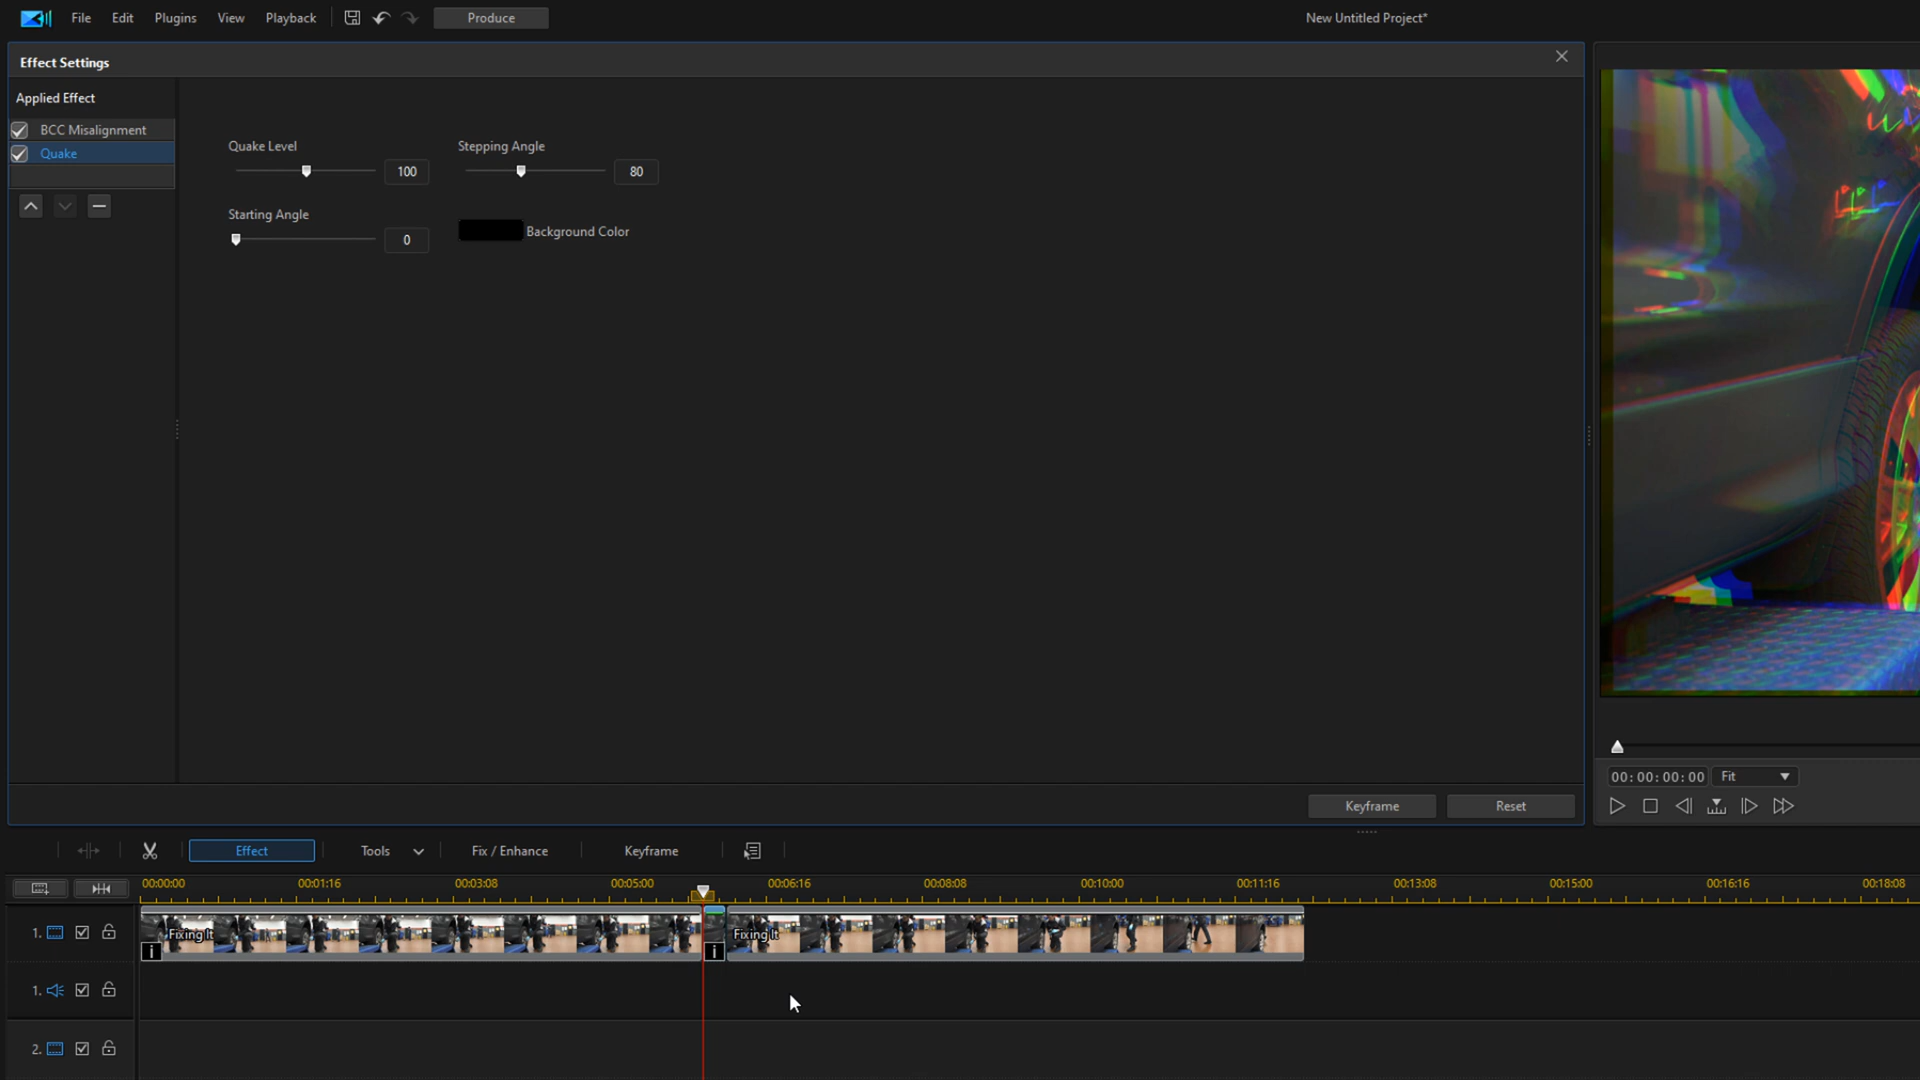 File Edit Plugins View Playback Produce New Untitled Project*
Effect Settings
Applied Effect
BCC Misalignment
Quake
Quake Level
100
Stepping Angle
80
Starting Angle
0
Background Color
Keyframe Reset
00:00:00:00 Fit
Effect Tools Fix / Enhance Keyframe
00:00:00 00:01:16 00:03:08 00:05:00 00:06:16 00:08:08 00:10:00 00:11:16 00:13:08 00:15:00 00:16:16 00:18:08
1. Fixing It Fixing It
i i
1.
2.